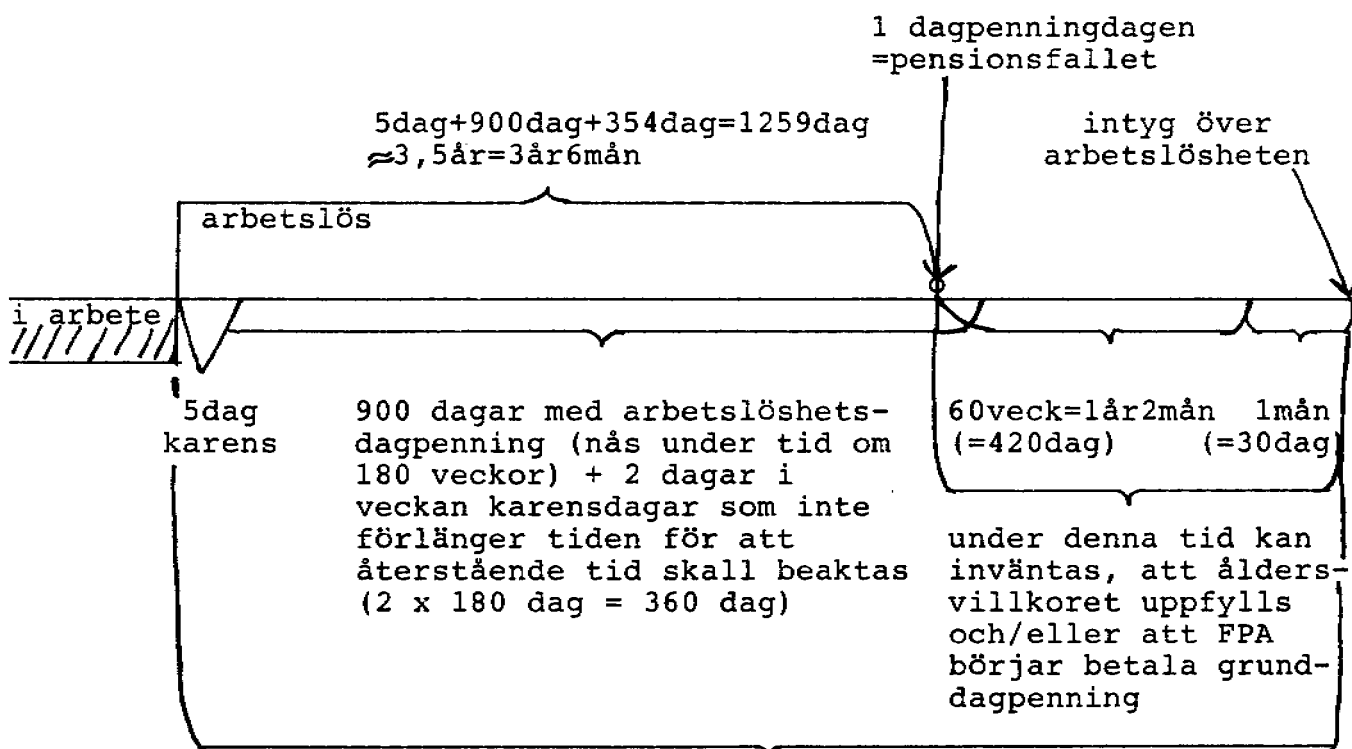 1 dagpenningdagen
=pensionsfallet
5dag+900dag+354dag=1259dag
≈3,5år=3år6mån
intyg över
arbetslösheten
arbetslös
i arbete
5dag
karens
900 dagar med arbetslöshets-
dagpenning (nås under tid om
180 veckor) + 2 dagar i
veckan karensdagar som inte
förlänger tiden för att
återstående tid skall beaktas
(2 x 180 dag = 360 dag)
60veck=1år2mån
(=420dag)
1mån
(=30dag)
under denna tid kan
inväntas, att ålders-
villkoret uppfylls
och/eller att FPA
börjar betala grund-
dagpenning